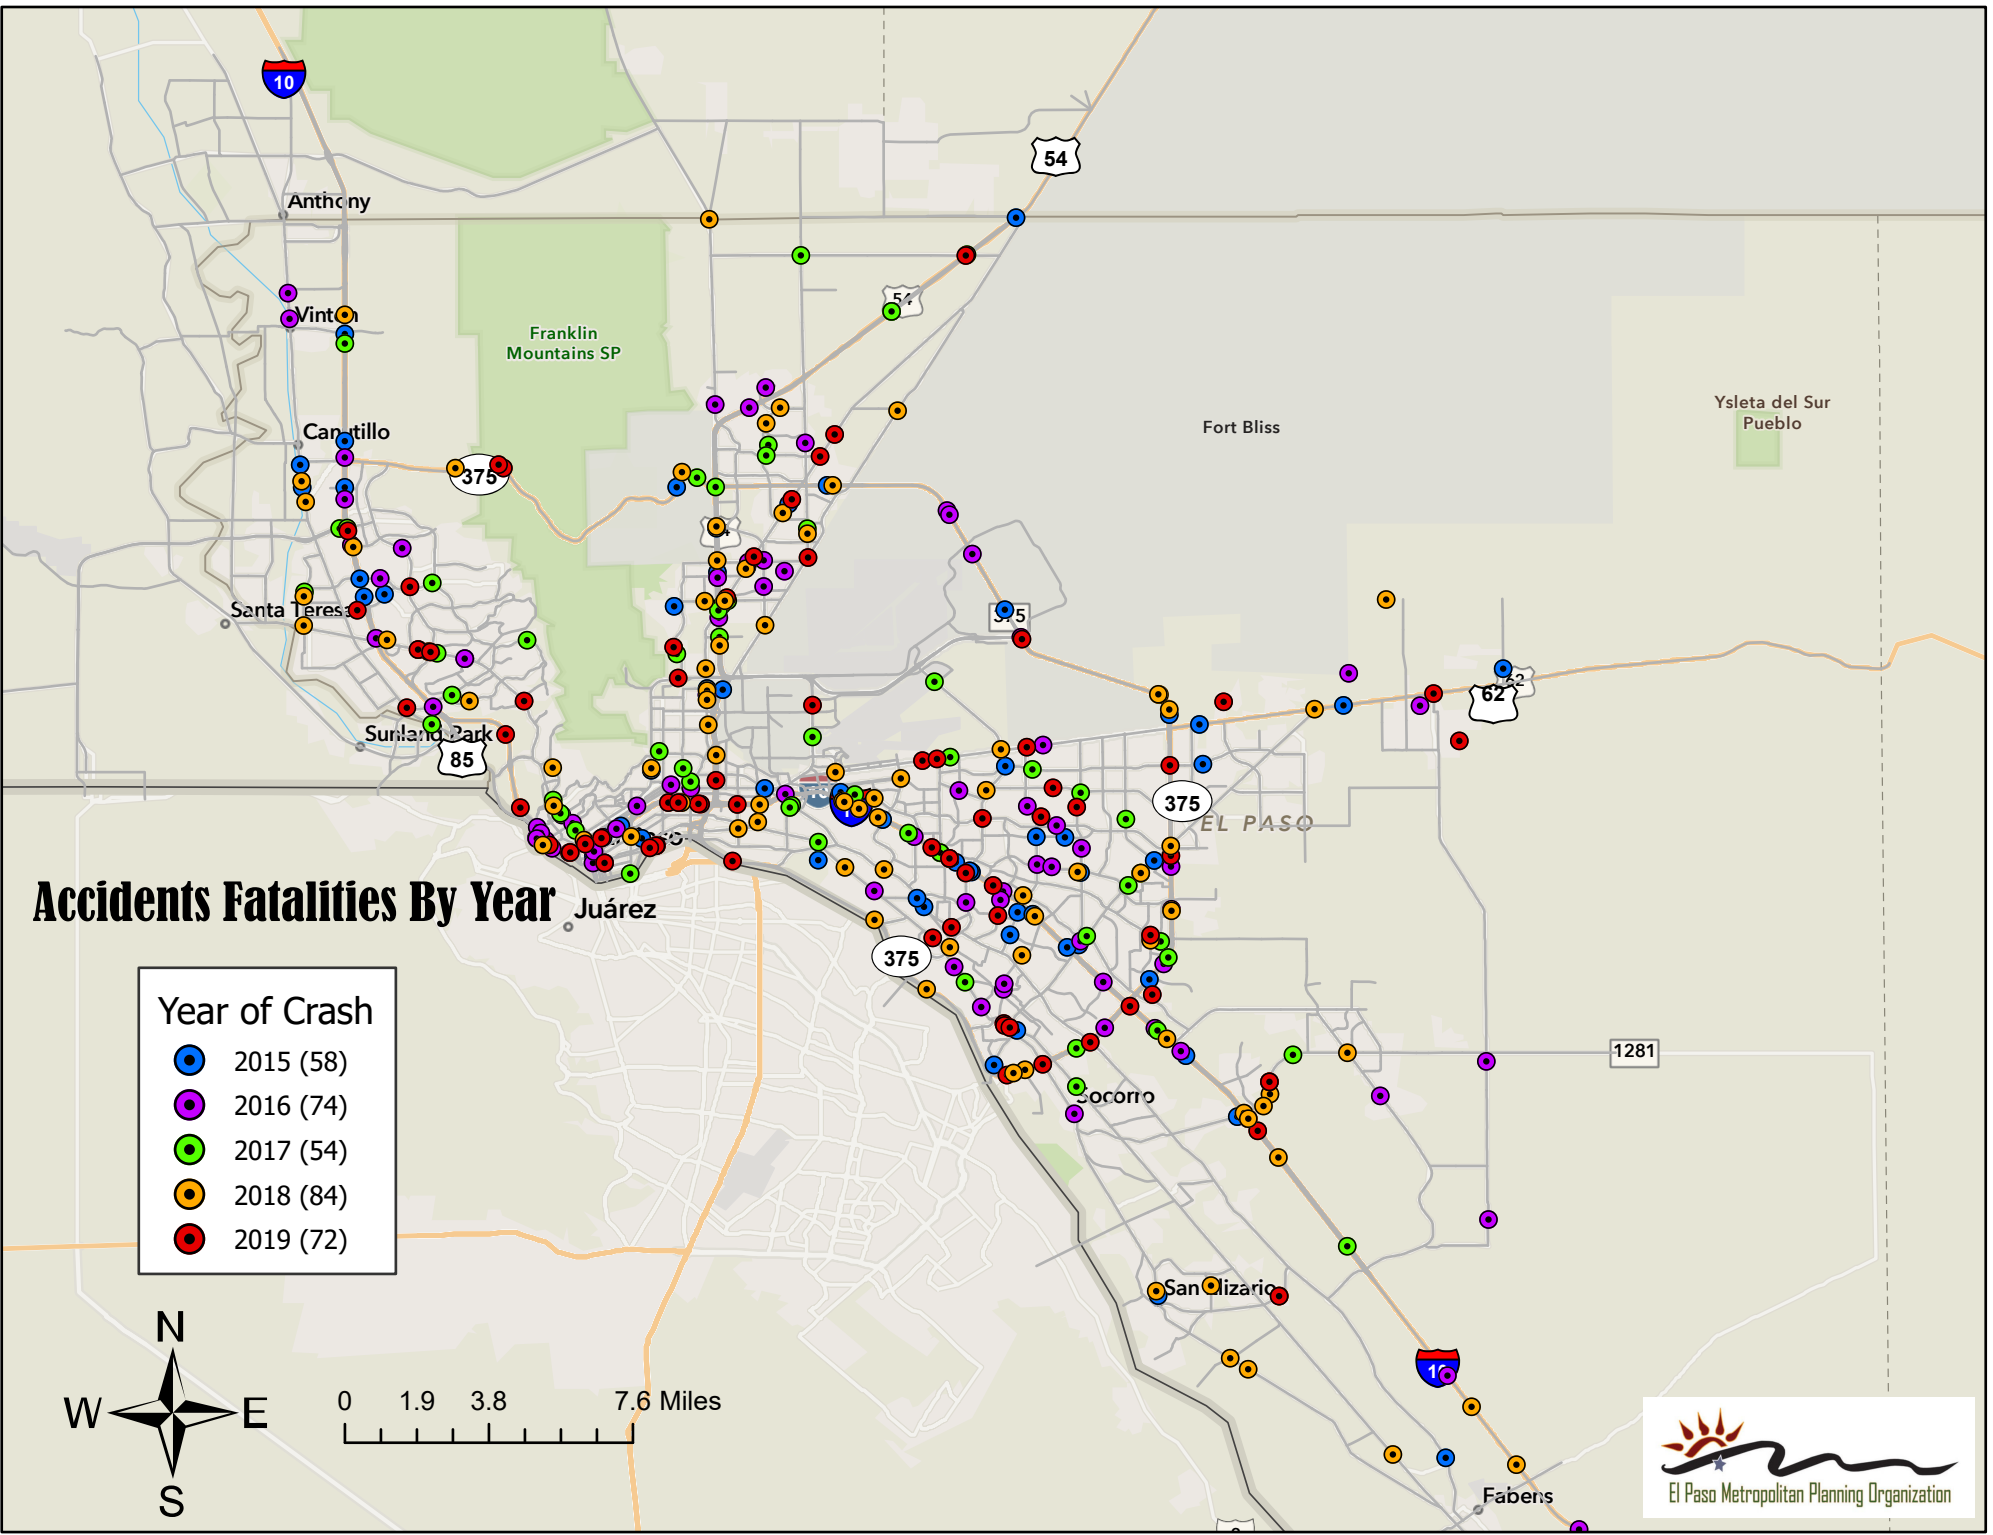 10
54
Anthony
54
Vinton
Franklin
Mountains SP
Ysleta del Sur
Pueblo
Fort Bliss
Canutillo
375
375
Santa Teresa
62
62
Sunland Park
85
375
EL PASO
Accidents Fatalities By Year
Juárez
375
Year of Crash
2015 (58)
2016 (74)
2017 (54)
2018 (84)
2019 (72)
1281
Socorro
San Elizario
N
W
E
S
0 1.9 3.8 7.6 Miles
10
Fabens
El Paso Metropolitan Planning Organization